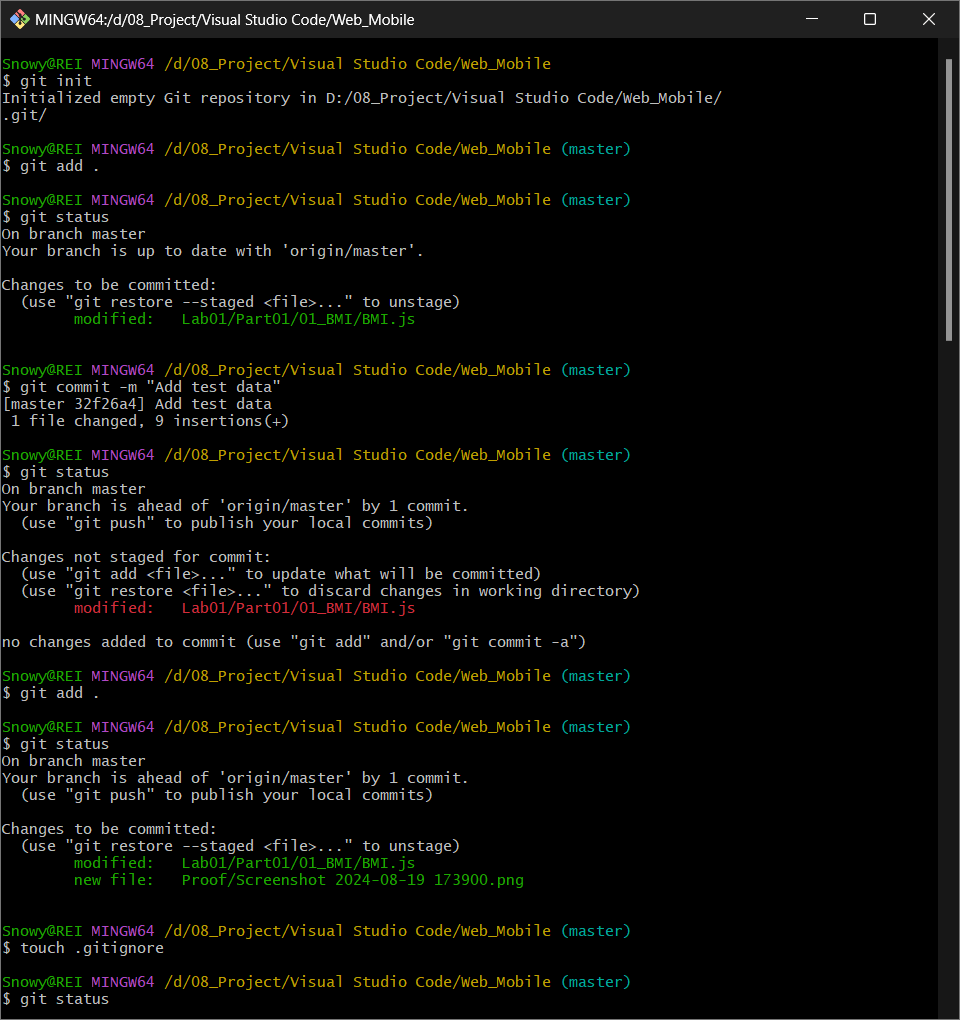 MINGW64:/d/08_Project/Visual Studio Code/Web_Mobile
Snowy@REI MINGW64 /d/08_Project/Visual Studio Code/Web_Mobile
$ git init
Initialized empty Git repository in D:/08_Project/Visual Studio Code/Web_Mobile/
.git/
Snowy@REI MINGW64 /d/08_Project/Visual Studio Code/Web_Mobile (master)
$ git add .
Snowy@REI MINGW64 /d/08_Project/Visual Studio Code/Web_Mobile (master)
$ git status
On branch master
Your branch is up to date with 'origin/master'.
Changes to be committed:
  (use "git restore --staged <file>..." to unstage)
        modified:   Lab01/Part01/01_BMI/BMI.js
Snowy@REI MINGW64 /d/08_Project/Visual Studio Code/Web_Mobile (master)
$ git commit -m "Add test data"
[master 32f26a4] Add test data
 1 file changed, 9 insertions(+)
Snowy@REI MINGW64 /d/08_Project/Visual Studio Code/Web_Mobile (master)
$ git status
On branch master
Your branch is ahead of 'origin/master' by 1 commit.
  (use "git push" to publish your local commits)
Changes not staged for commit:
  (use "git add <file>..." to update what will be committed)
  (use "git restore <file>..." to discard changes in working directory)
        modified:   Lab01/Part01/01_BMI/BMI.js
no changes added to commit (use "git add" and/or "git commit -a")
Snowy@REI MINGW64 /d/08_Project/Visual Studio Code/Web_Mobile (master)
$ git add .
Snowy@REI MINGW64 /d/08_Project/Visual Studio Code/Web_Mobile (master)
$ git status
On branch master
Your branch is ahead of 'origin/master' by 1 commit.
  (use "git push" to publish your local commits)
Changes to be committed:
  (use "git restore --staged <file>..." to unstage)
        modified:   Lab01/Part01/01_BMI/BMI.js
        new file:   Proof/Screenshot 2024-08-19 173900.png
Snowy@REI MINGW64 /d/08_Project/Visual Studio Code/Web_Mobile (master)
$ touch .gitignore
Snowy@REI MINGW64 /d/08_Project/Visual Studio Code/Web_Mobile (master)
$ git status